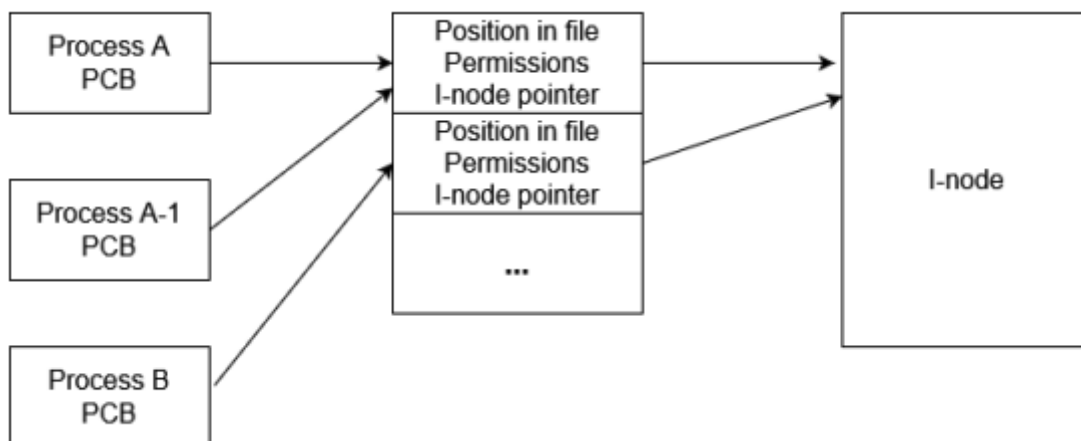 Process A
PCB
Process A-1
PCB
Process B
PCB
Position in file
Permissions
I-node pointer
Position in file
Permissions
I-node pointer
...
I-node